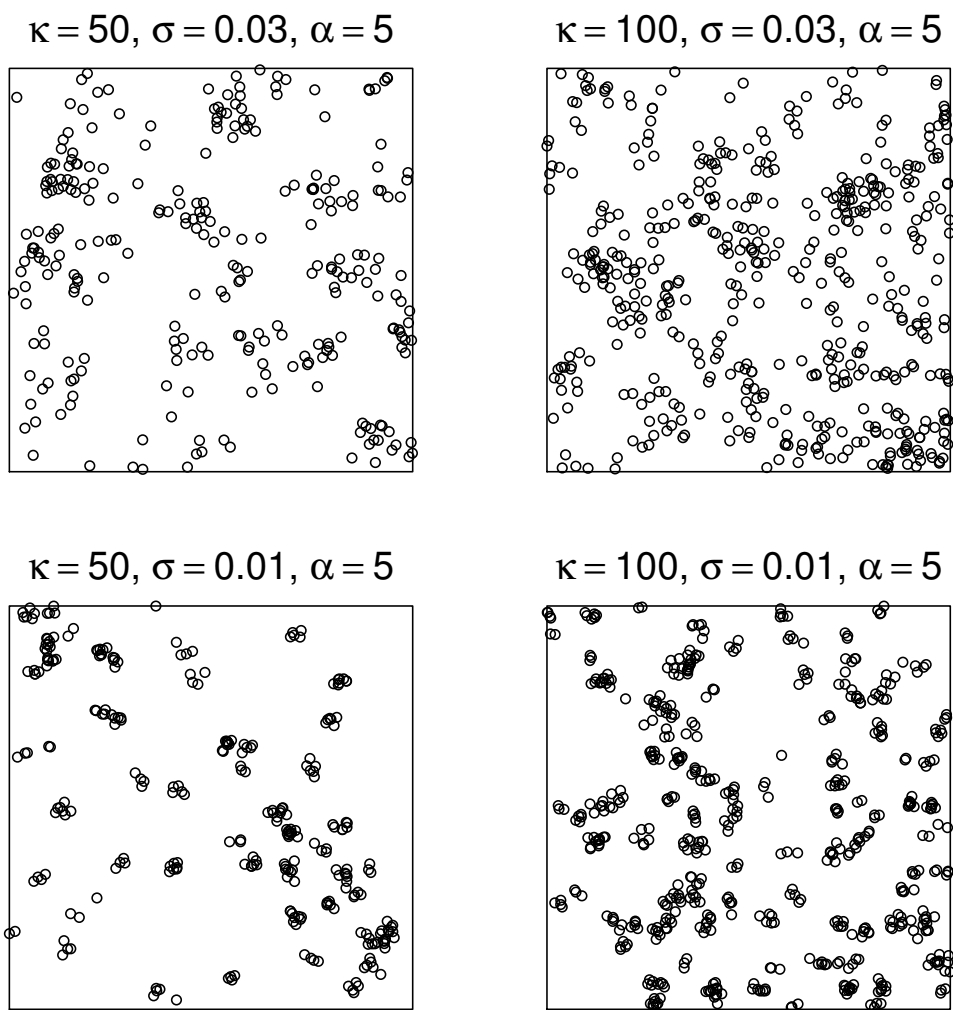 κ = 50, σ = 0.03, α = 5
κ = 100, σ = 0.03, α = 5
κ = 50, σ = 0.01, α = 5
κ = 100, σ = 0.01, α = 5